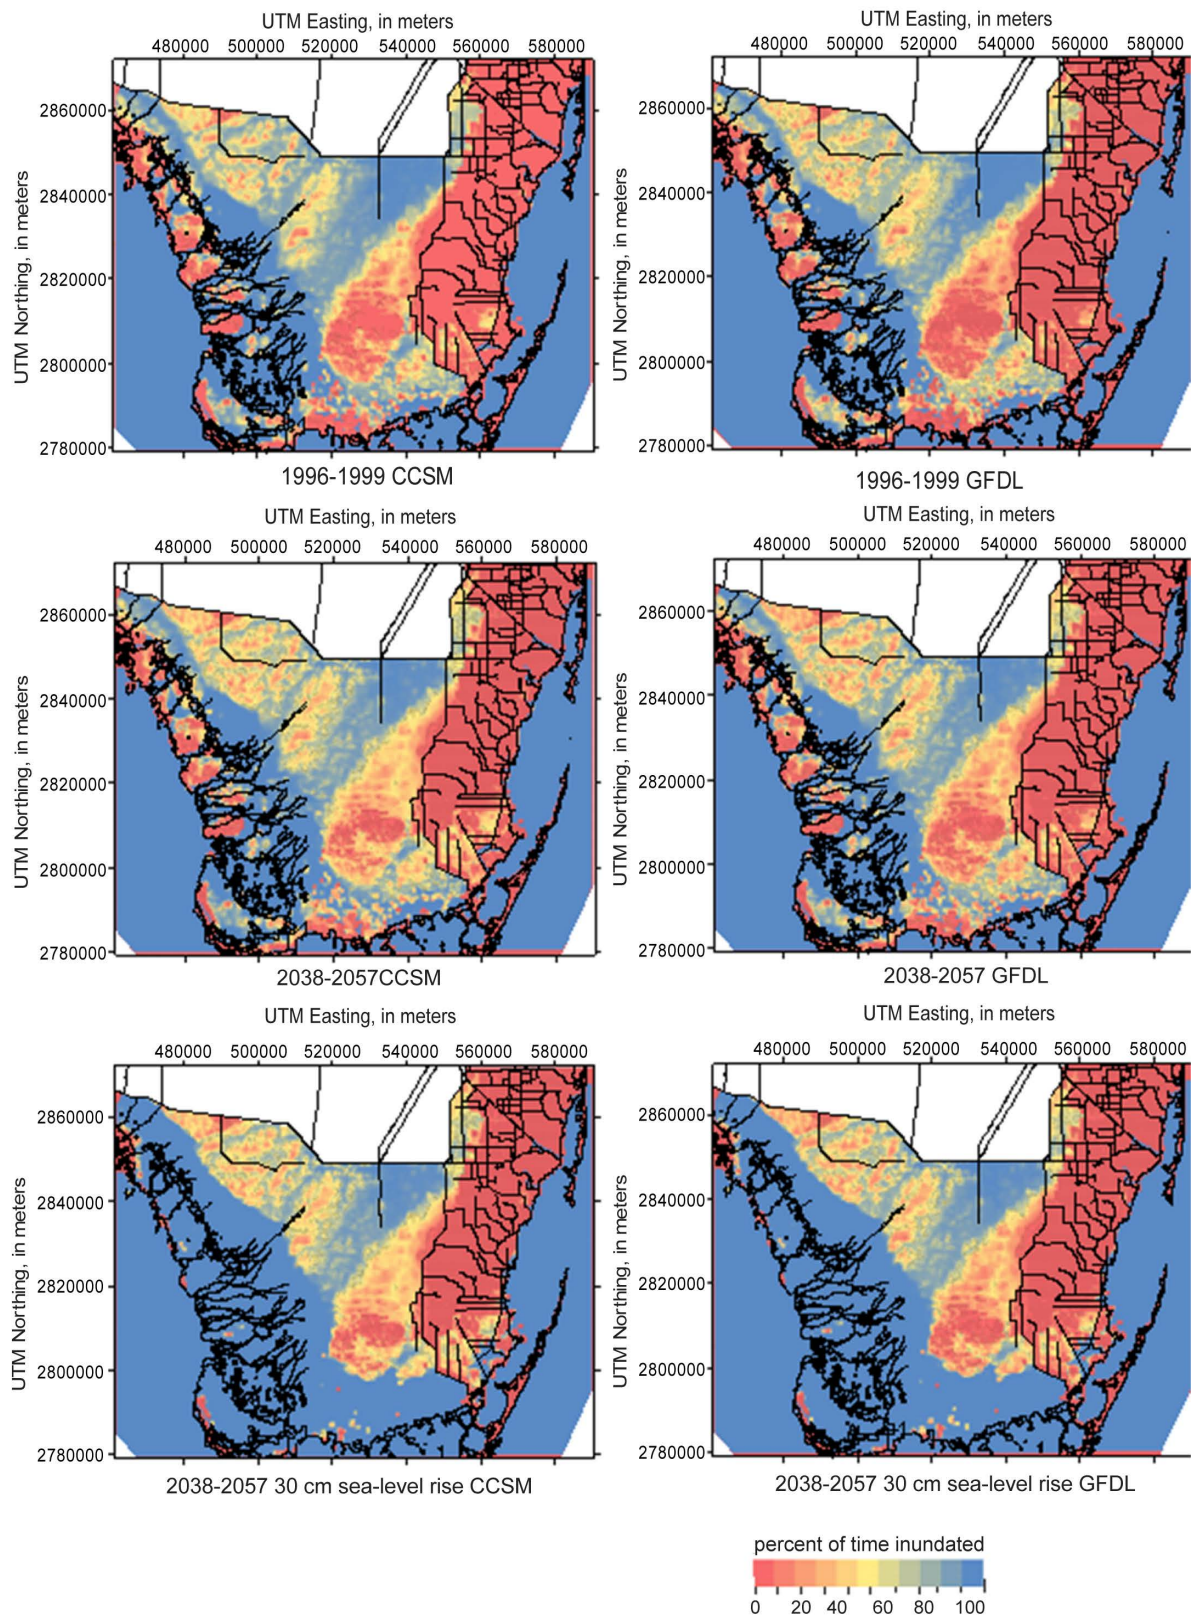 UTM Easting, in meters
480000 500000 520000 540000 560000 580000
UTM Northing, in meters
2860000
2840000
2820000
2800000
2780000
1996-1999 CCSM
UTM Easting, in meters
480000 500000 520000 540000 560000 580000
UTM Northing, in meters
2860000
2840000
2820000
2800000
2780000
1996-1999 GFDL
UTM Easting, in meters
480000 500000 520000 540000 560000 580000
UTM Northing, in meters
2860000
2840000
2820000
2800000
2780000
2038-2057CCSM
UTM Easting, in meters
480000 500000 520000 540000 560000 580000
UTM Northing, in meters
2860000
2840000
2820000
2800000
2780000
2038-2057 GFDL
UTM Easting, in meters
480000 500000 520000 540000 560000 580000
UTM Northing, in meters
2860000
2840000
2820000
2800000
2780000
2038-2057 30 cm sea-level rise CCSM
UTM Easting, in meters
480000 500000 520000 540000 560000 580000
UTM Northing, in meters
2860000
2840000
2820000
2800000
2780000
2038-2057 30 cm sea-level rise GFDL
percent of time inundated
0 20 40 60 80 100